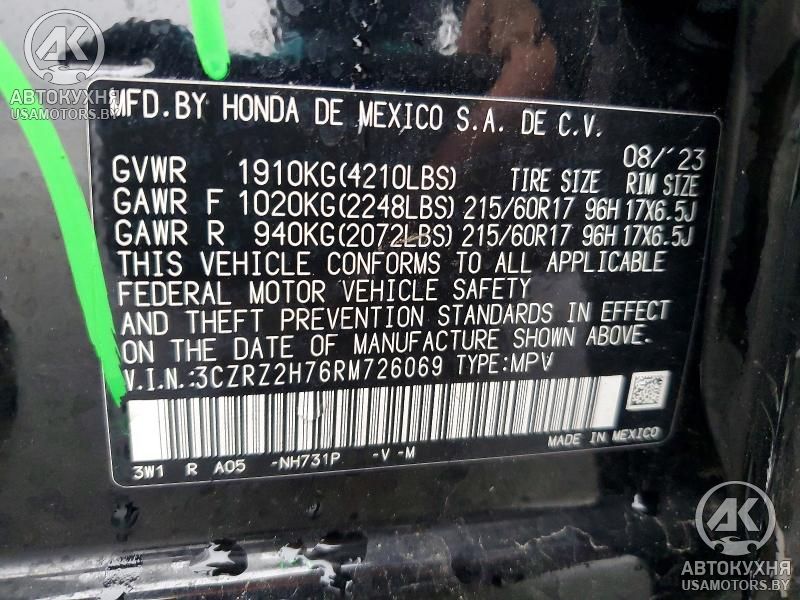 AK
АВТОКУХНЯ
USAMOTORS.BY
MFD.BY HONDA DE MEXICO S.A. DE C.V.
08/'23
GVWR 1910KG(4210LBS) TIRE SIZE RIM SIZE
GAWR F 1020KG(2248LBS) 215/60R17 96H 17X6.5J
GAWR R 940KG(2072LBS) 215/60R17 96H 17X6.5J
THIS VEHICLE CONFORMS TO ALL APPLICABLE
FEDERAL MOTOR VEHICLE SAFETY
AND THEFT PREVENTION STANDARDS IN EFFECT
ON THE DATE OF MANUFACTURE SHOWN ABOVE.
V.I.N.:3CZRZ2H76RM726069 TYPE:MPV
MADE IN MEXICO
3W1 R A05 -NH731P -V -M
AK
АВТОКУХНЯ
USAMOTORS.BY